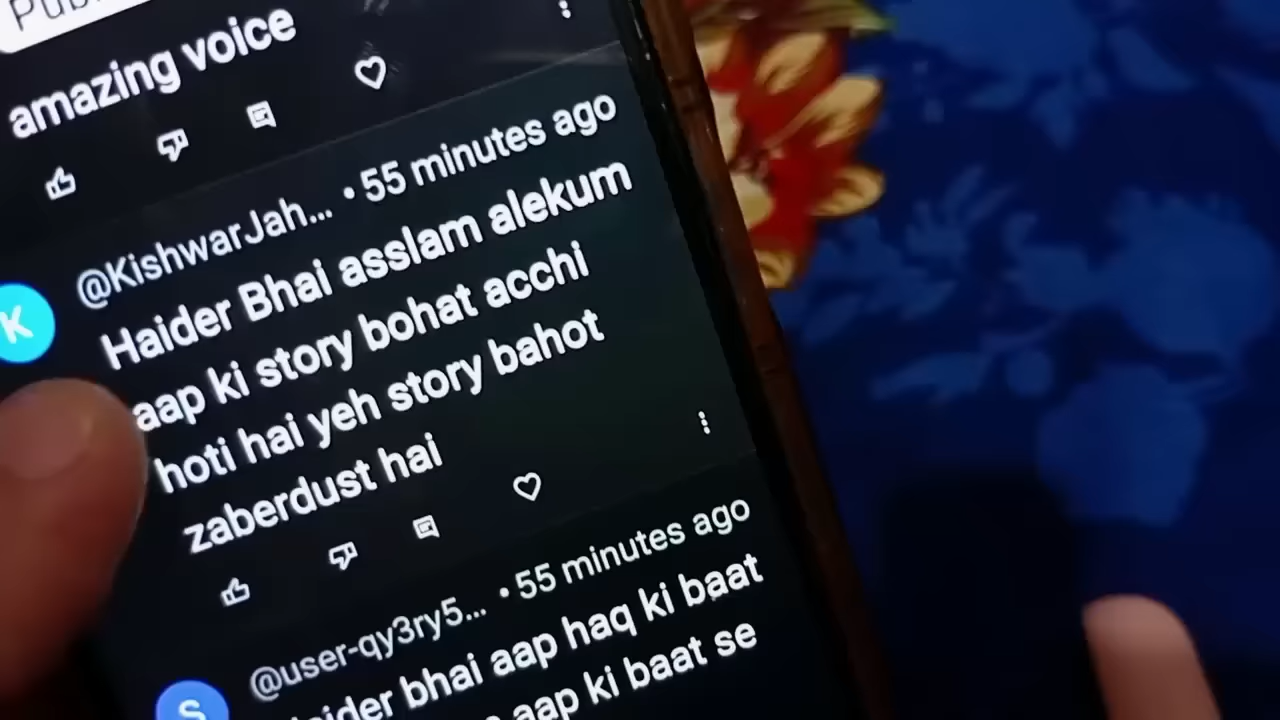 amazing voice
@KishwarJah... • 55 minutes ago
K
Haider Bhai asslam alekum
aap ki story bohat acchi
hoti hai yeh story bahot
zaberdust hai
@user-qy3ry5... • 55 minutes ago
S
bhai aap haq ki baat
aap ki baat se